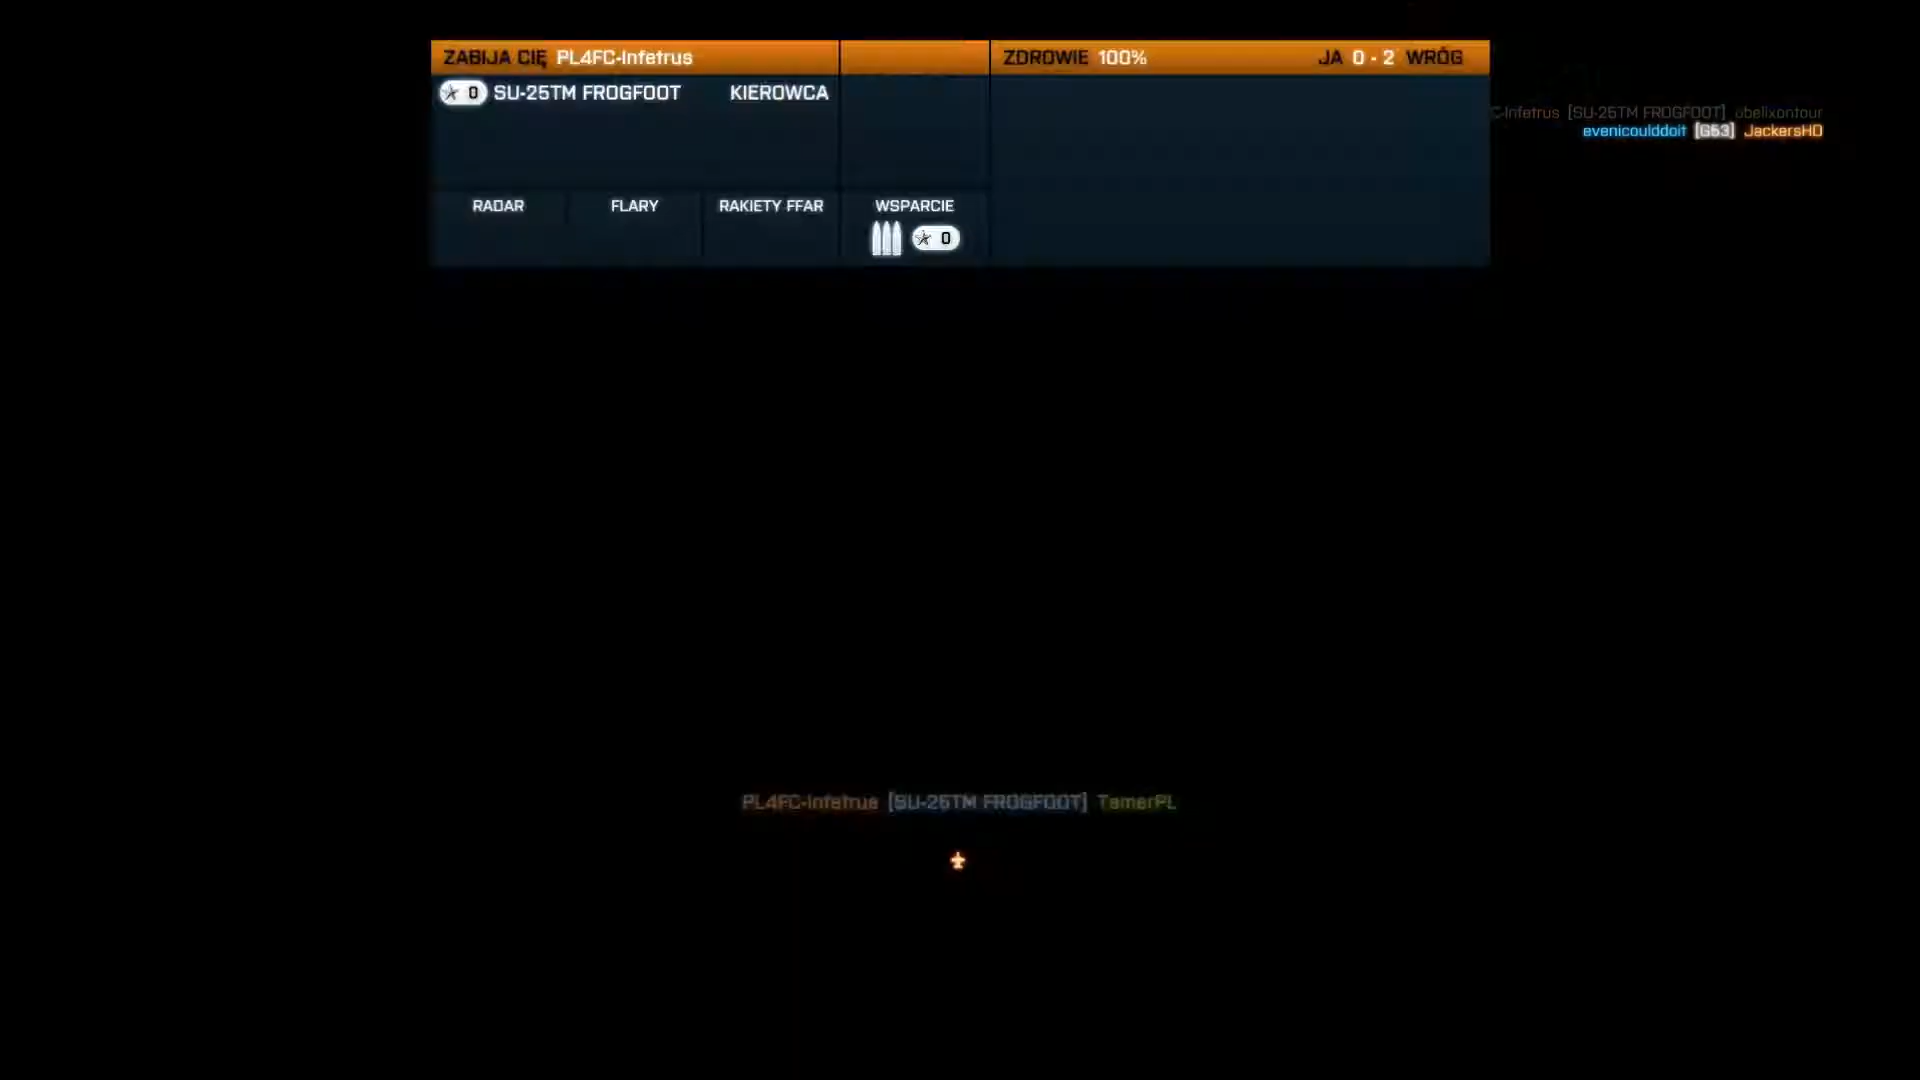 ZABIJA CIĘ PL4FC-Infetrus ZDROWIE 100% JA 0 - 2 WRÓG
0 SU-25TM FROGFOOT KIEROWCA
C-Infetrus [SU-25TM FROGFOOT] obelixontour
evenicoulddoit [G53] JackersHD
RADAR FLARY RAKIETY FFAR WSPARCIE
0
PL4FC-Infetrus [SU-25TM FROGFOOT] TamerPL